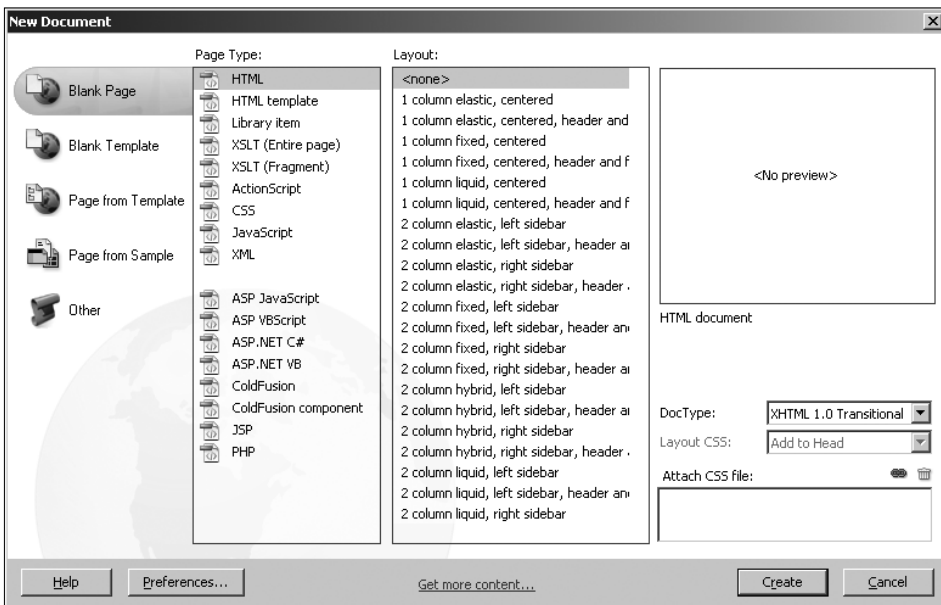 New Document
Blank Page
Blank Template
Page from Template
Page from Sample
Other
Page Type:
HTML
HTML template
Library item
XSLT (Entire page)
XSLT (Fragment)
ActionScript
CSS
JavaScript
XML
ASP JavaScript
ASP VBScript
ASP.NET C#
ASP.NET VB
ColdFusion
ColdFusion component
JSP
PHP
Layout:
<none>
1 column elastic, centered
1 column elastic, centered, header and
1 column fixed, centered
1 column fixed, centered, header and f
1 column liquid, centered
1 column liquid, centered, header and f
2 column elastic, left sidebar
2 column elastic, left sidebar, header a
2 column elastic, right sidebar
2 column elastic, right sidebar, header
2 column fixed, left sidebar
2 column fixed, left sidebar, header an
2 column fixed, right sidebar
2 column fixed, right sidebar, header a
2 column hybrid, left sidebar
2 column hybrid, left sidebar, header a
2 column hybrid, right sidebar
2 column hybrid, right sidebar, header
2 column liquid, left sidebar
2 column liquid, left sidebar, header an
2 column liquid, right sidebar
<No preview>
HTML document
DocType: XHTML 1.0 Transitional
Layout CSS: Add to Head
Attach CSS file:
Help
Preferences...
Get more content...
Create
Cancel